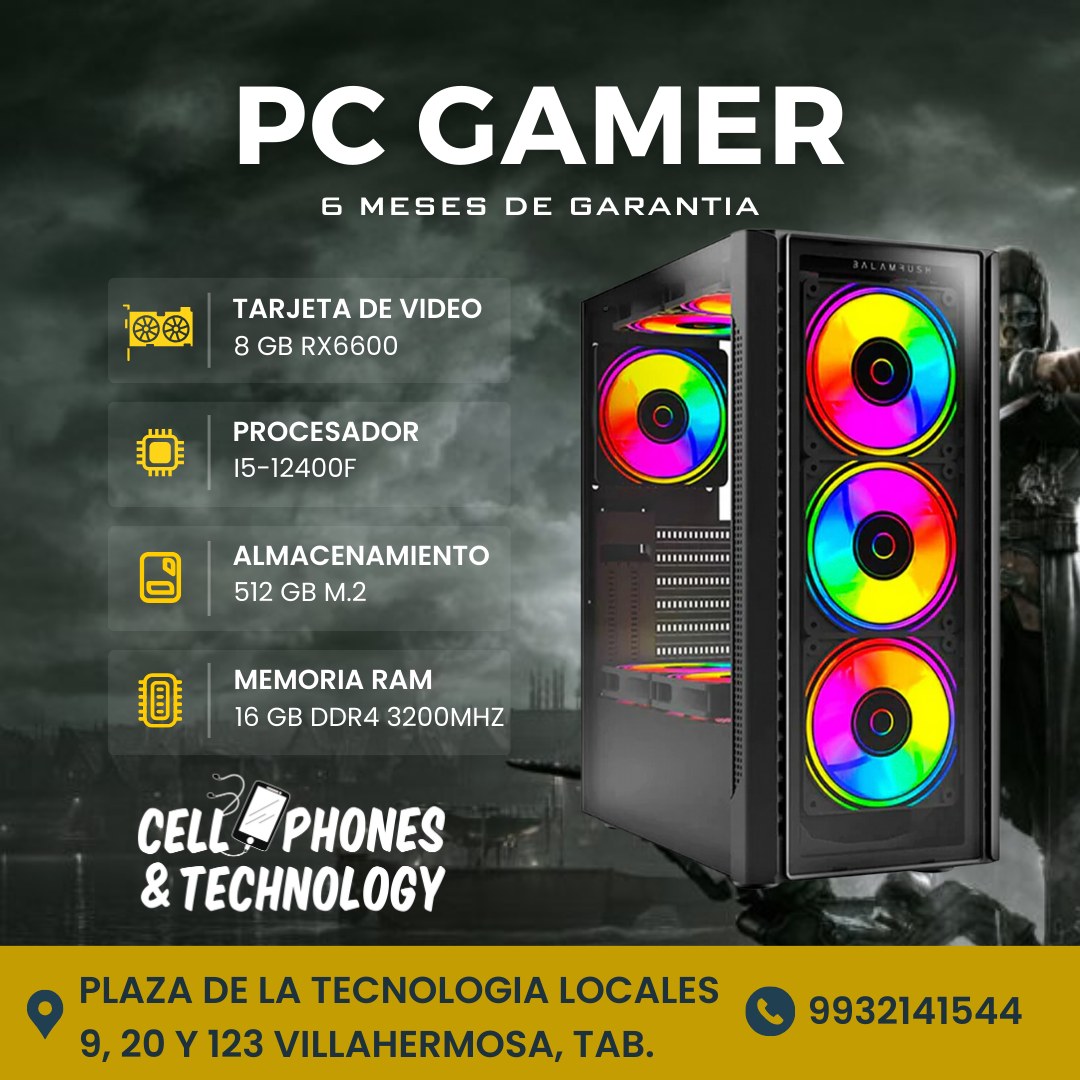 PC GAMER
6 MESES DE GARANTIA
BALAMRUSH
TARJETA DE VIDEO
8 GB RX6600
PROCESADOR
I5-12400F
ALMACENAMIENTO
512 GB M.2
MEMORIA RAM
16 GB DDR4 3200MHZ
CELL PHONES
& TECHNOLOGY
PLAZA DE LA TECNOLOGIA LOCALES
9, 20 Y 123 VILLAHERMOSA, TAB.
9932141544